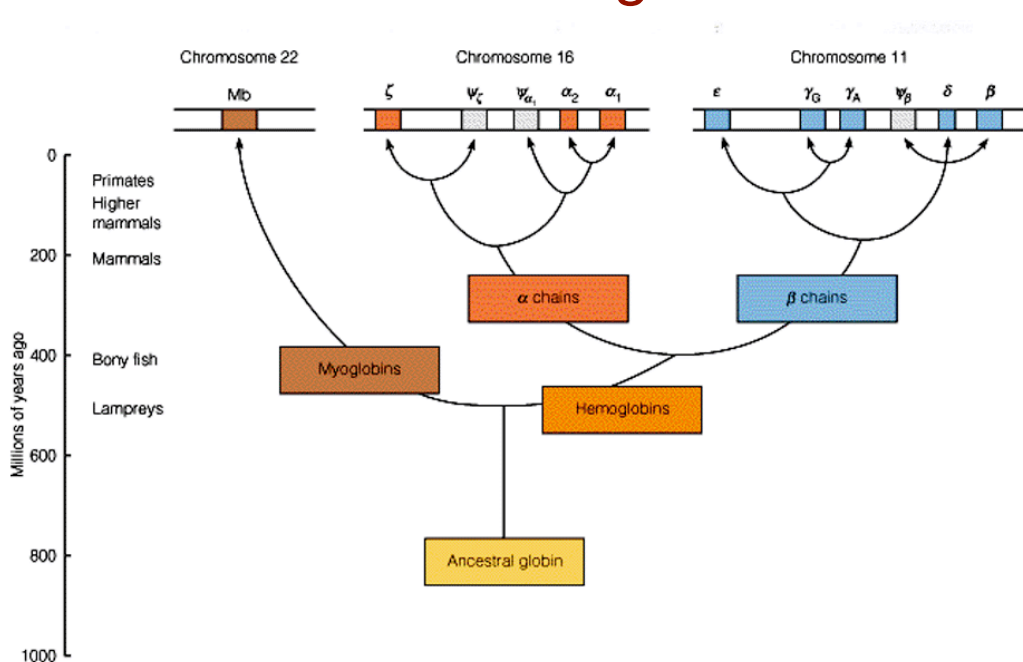 g
Chromosome 22
Chromosome 16
Chromosome 11
Mb
ζ
ψζ
ψα₁
α₂
α₁
ε
γG
γA
ψβ
δ
β
0
Primates
Higher
mammals
200
Mammals
α chains
β chains
400
Bony fish
Myoglobins
Lampreys
Hemoglobins
Millions of years ago
600
800
Ancestral globin
1000